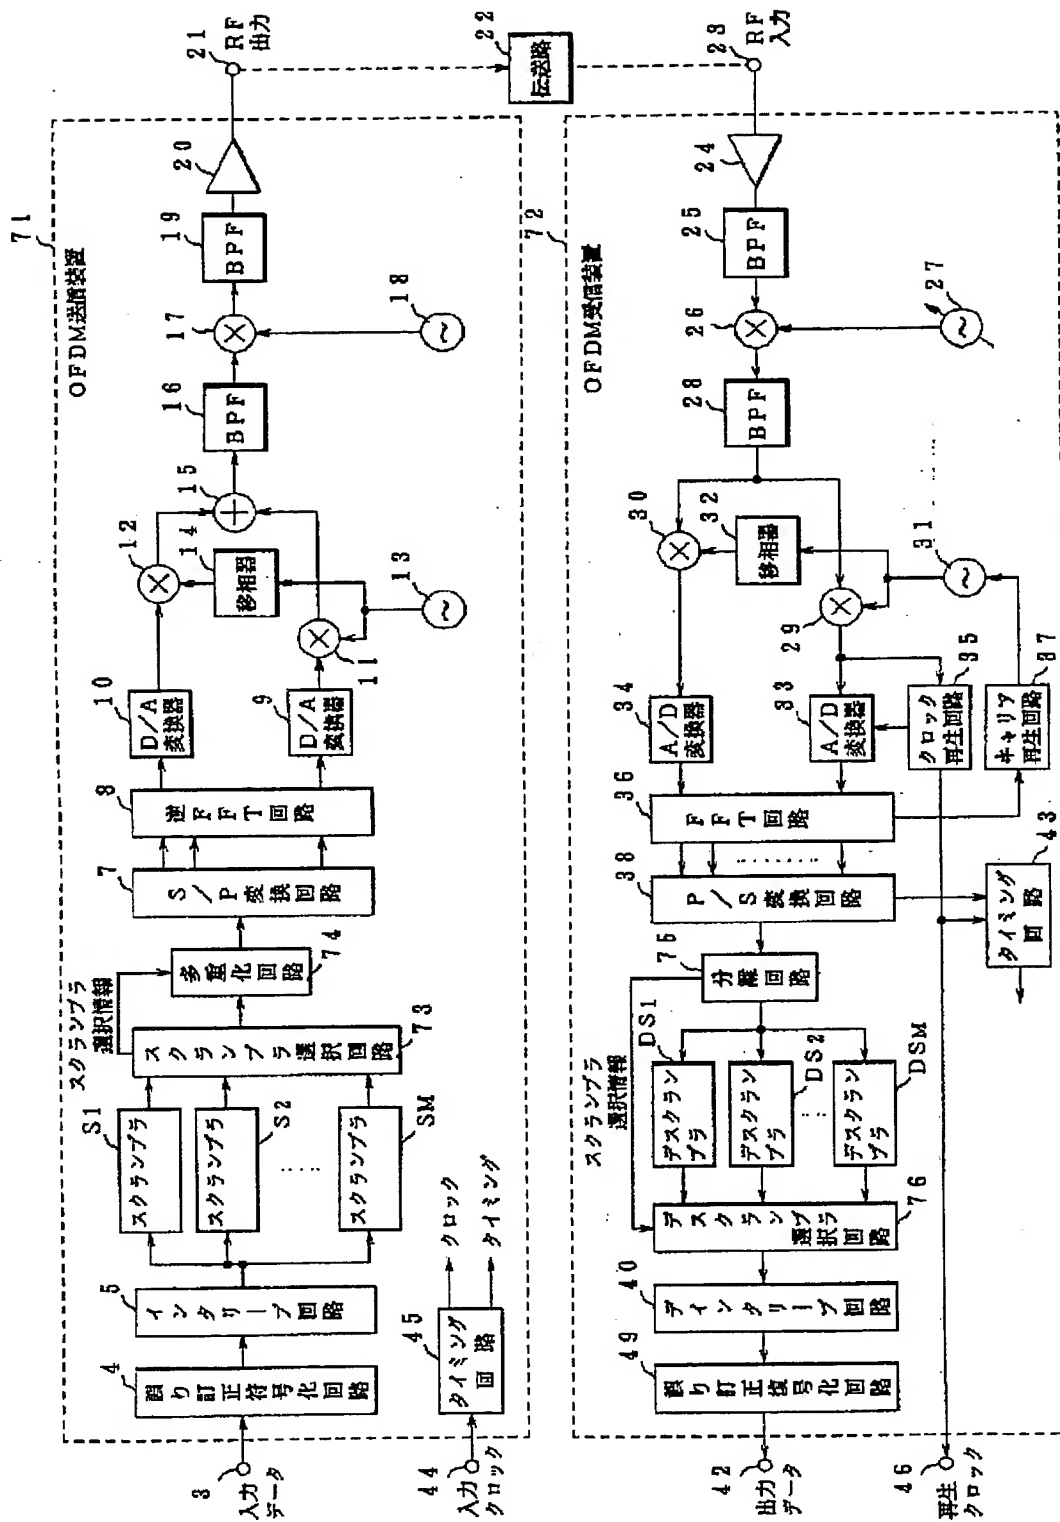 71
OFDM送信装置
3
入力
データ
4
誤り訂正符号化回路
5
インタリーブ回路
S1
スクランブラ
S2
スクランブラ
SM
スクランブラ
スクランブラ
選択情報
73
スクランブラ選択回路
74
多重化回路
7
S/P変換回路
8
逆FFT回路
10
D/A
変換器
9
D/A
変換器
12
11
14
移相器
13
15
16
BPF
17
18
19
BPF
20
21
RF
出力
44
入力
クロック
45
タイミング
回路
クロック
タイミング
22
伝送路
72
OFDM受信装置
23
RF
入力
24
25
BPF
26
27
28
BPF
30
32
移相器
29
31
34
A/D
変換器
33
A/D
変換器
35
クロック
再生回路
37
キャリア
再生回路
36
FFT回路
38
P/S変換回路
43
タイミング
回路
75
分離回路
スクランブラ
選択情報
DS1
デスクラン
ブラ
DS2
デスクラン
ブラ
DSM
デスクラン
ブラ
76
デスクランブラ
選択回路
40
デインタリーブ回路
49
誤り訂正復号化回路
42
出力
データ
46
再生
クロック